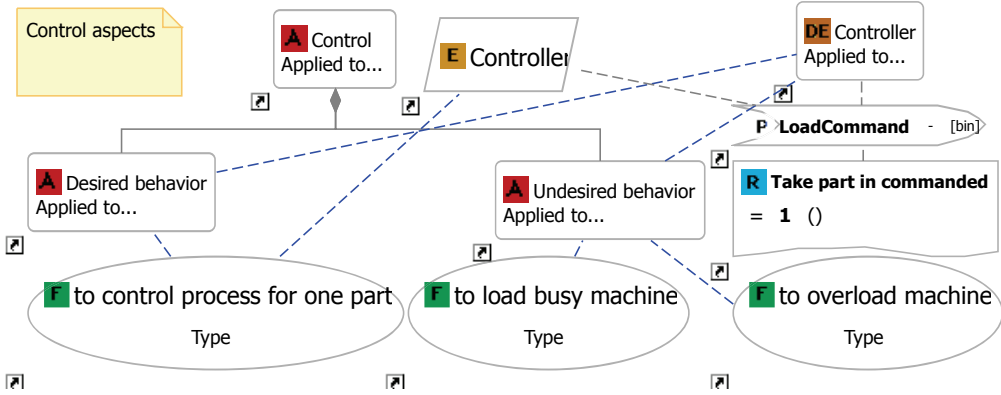 Control aspects
A Control
Applied to...
E Controller
DE Controller
Applied to...
P LoadCommand - [bin]
A Desired behavior
Applied to...
A Undesired behavior
Applied to...
R Take part in commanded
= 1 ()
F to control process for one part
Type
F to load busy machine
Type
F to overload machine
Type